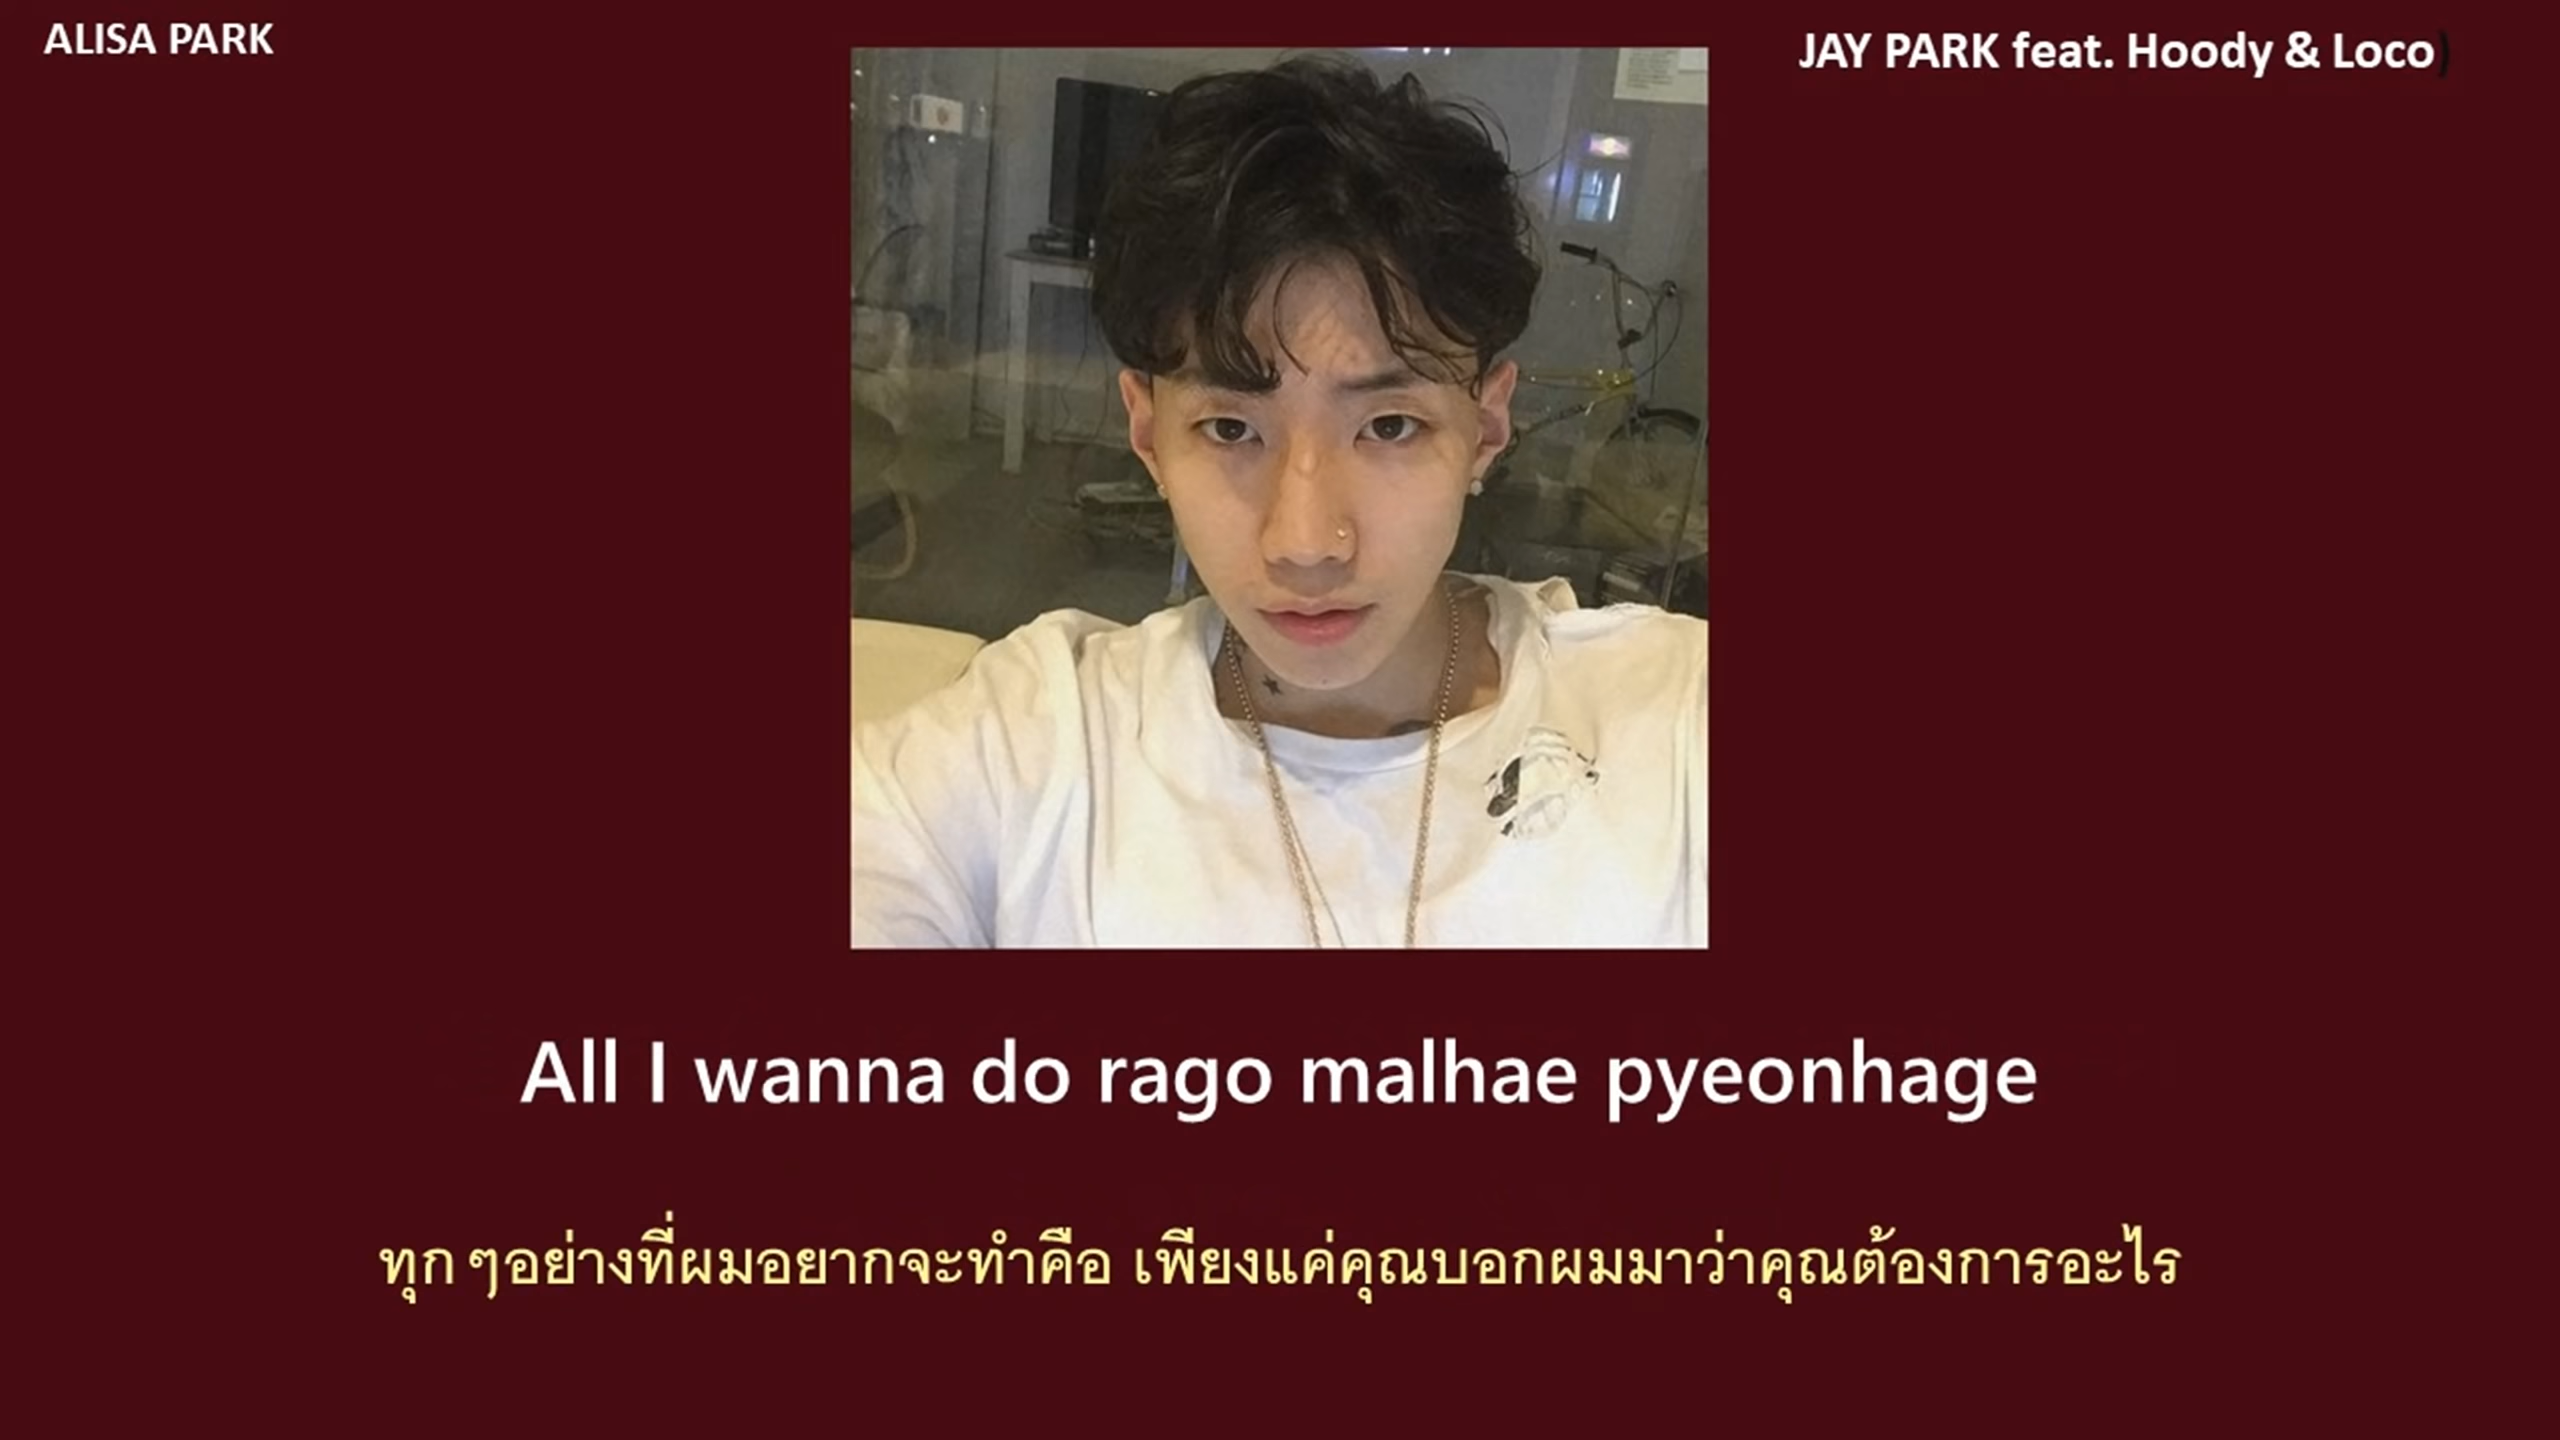 ALISA PARK
JAY PARK feat. Hoody & Loco)
All I wanna do rago malhae pyeonhage
ทุกๆอย่างที่ผมอยากจะทำคือ เพียงแค่คุณบอกผมมาว่าคุณต้องการอะไร